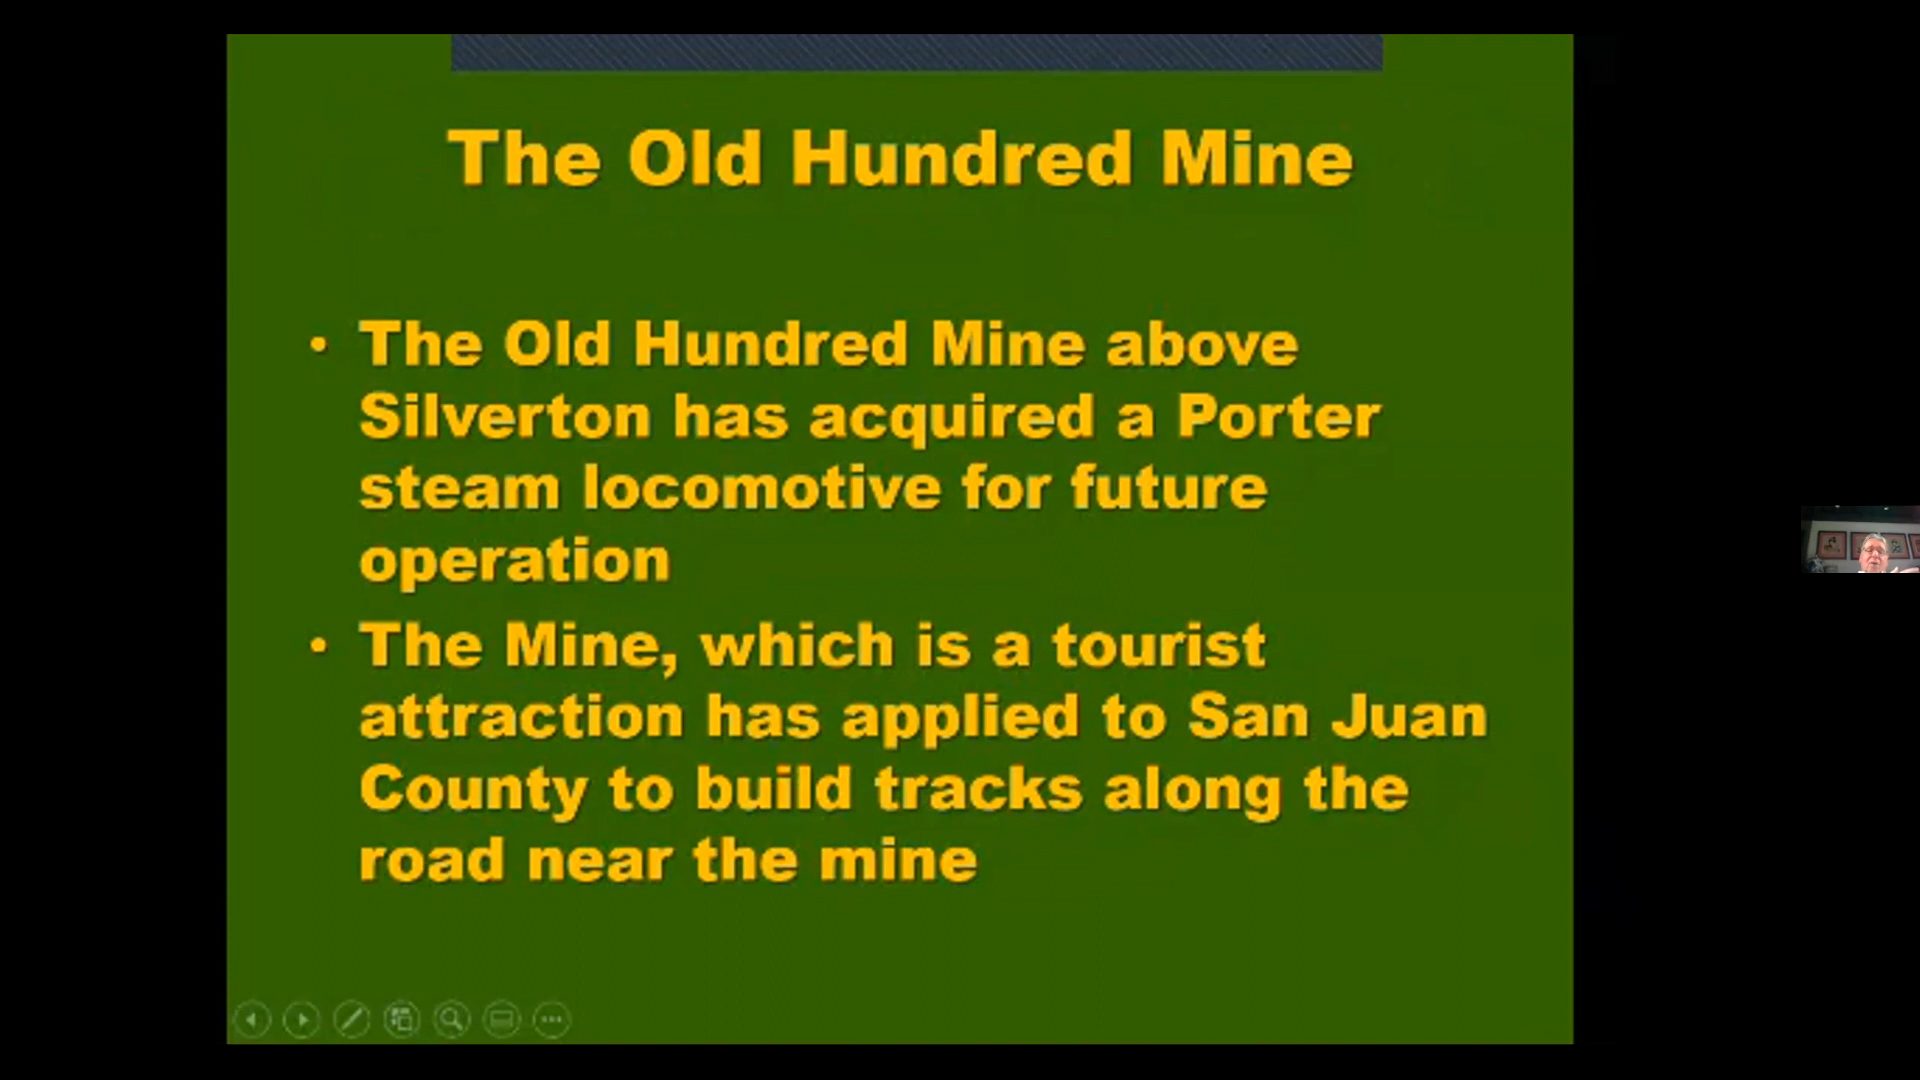 The Old Hundred Mine
• The Old Hundred Mine above
Silverton has acquired a Porter
steam locomotive for future
operation
• The Mine, which is a tourist
attraction has applied to San Juan
County to build tracks along the
road near the mine